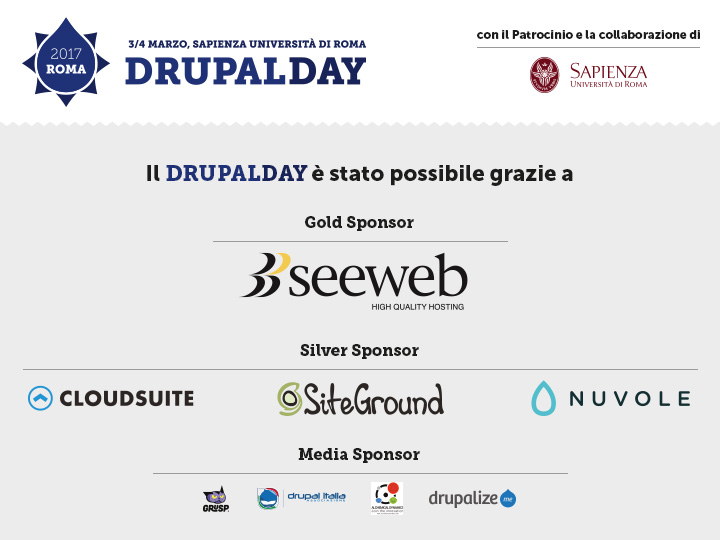 2017
ROMA
3/4 MARZO, SAPIENZA UNIVERSITÀ DI ROMA
DRUPALDAY
con il Patrocinio e la collaborazione di
SAPIENZA
UNIVERSITÀ DI ROMA
Il DRUPALDAY è stato possibile grazie a
Gold Sponsor
seeweb
HIGH QUALITY HOSTING
Silver Sponsor
CLOUDSUITE
SiteGround
NUVOLE
Media Sponsor
GRUSP
drupal italia
ASSOCIAZIONE
drupalize me